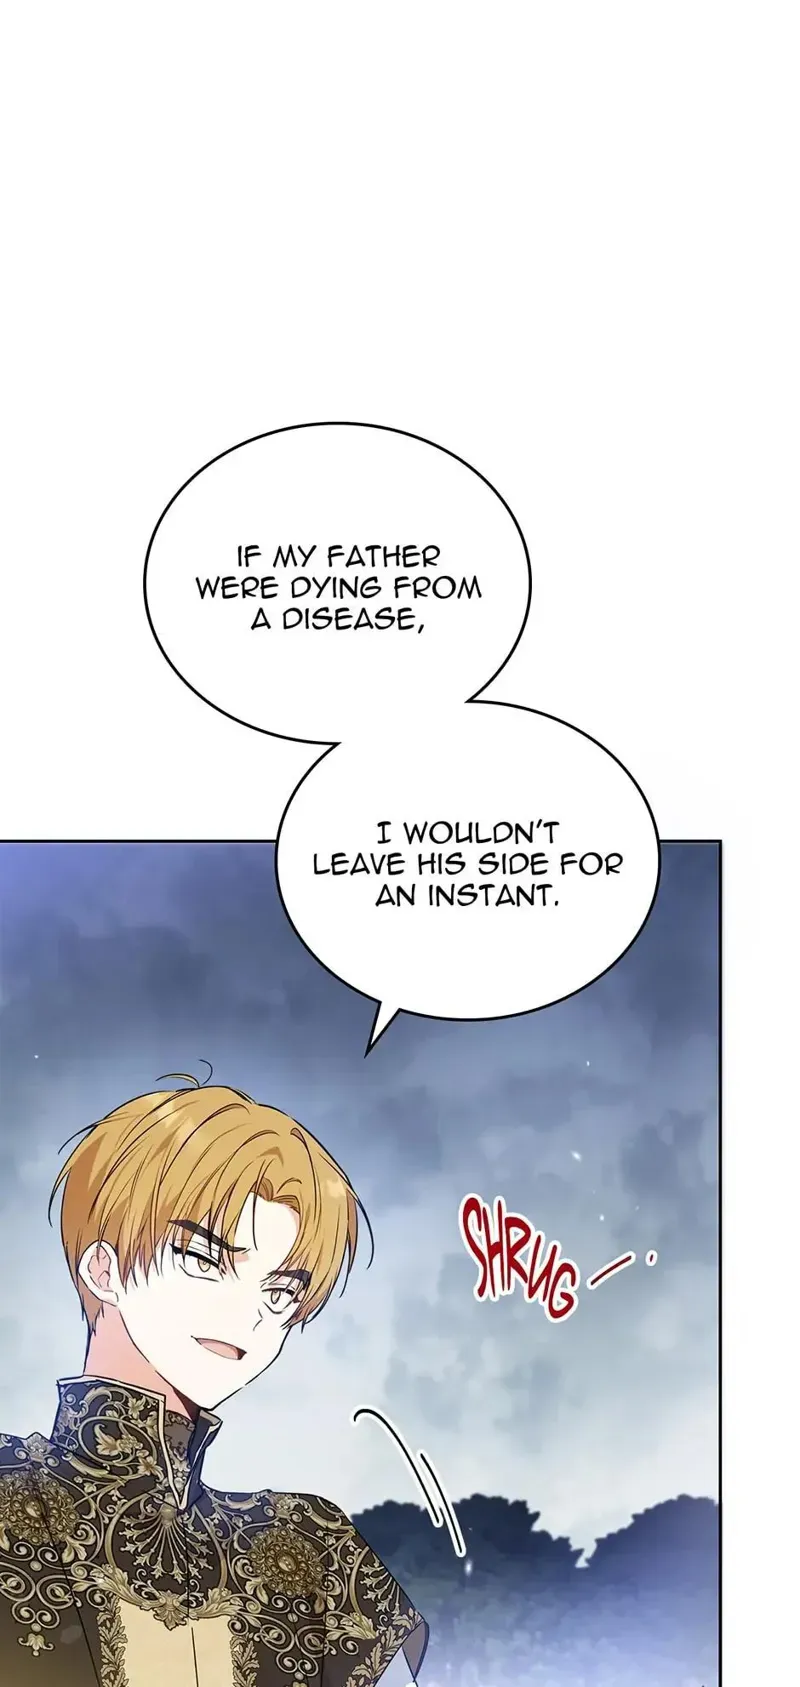 IF MY FATHER
WERE DYING FROM
A DISEASE,
I WOULDN'T
LEAVE HIS SIDE FOR
AN INSTANT.
SHRUG